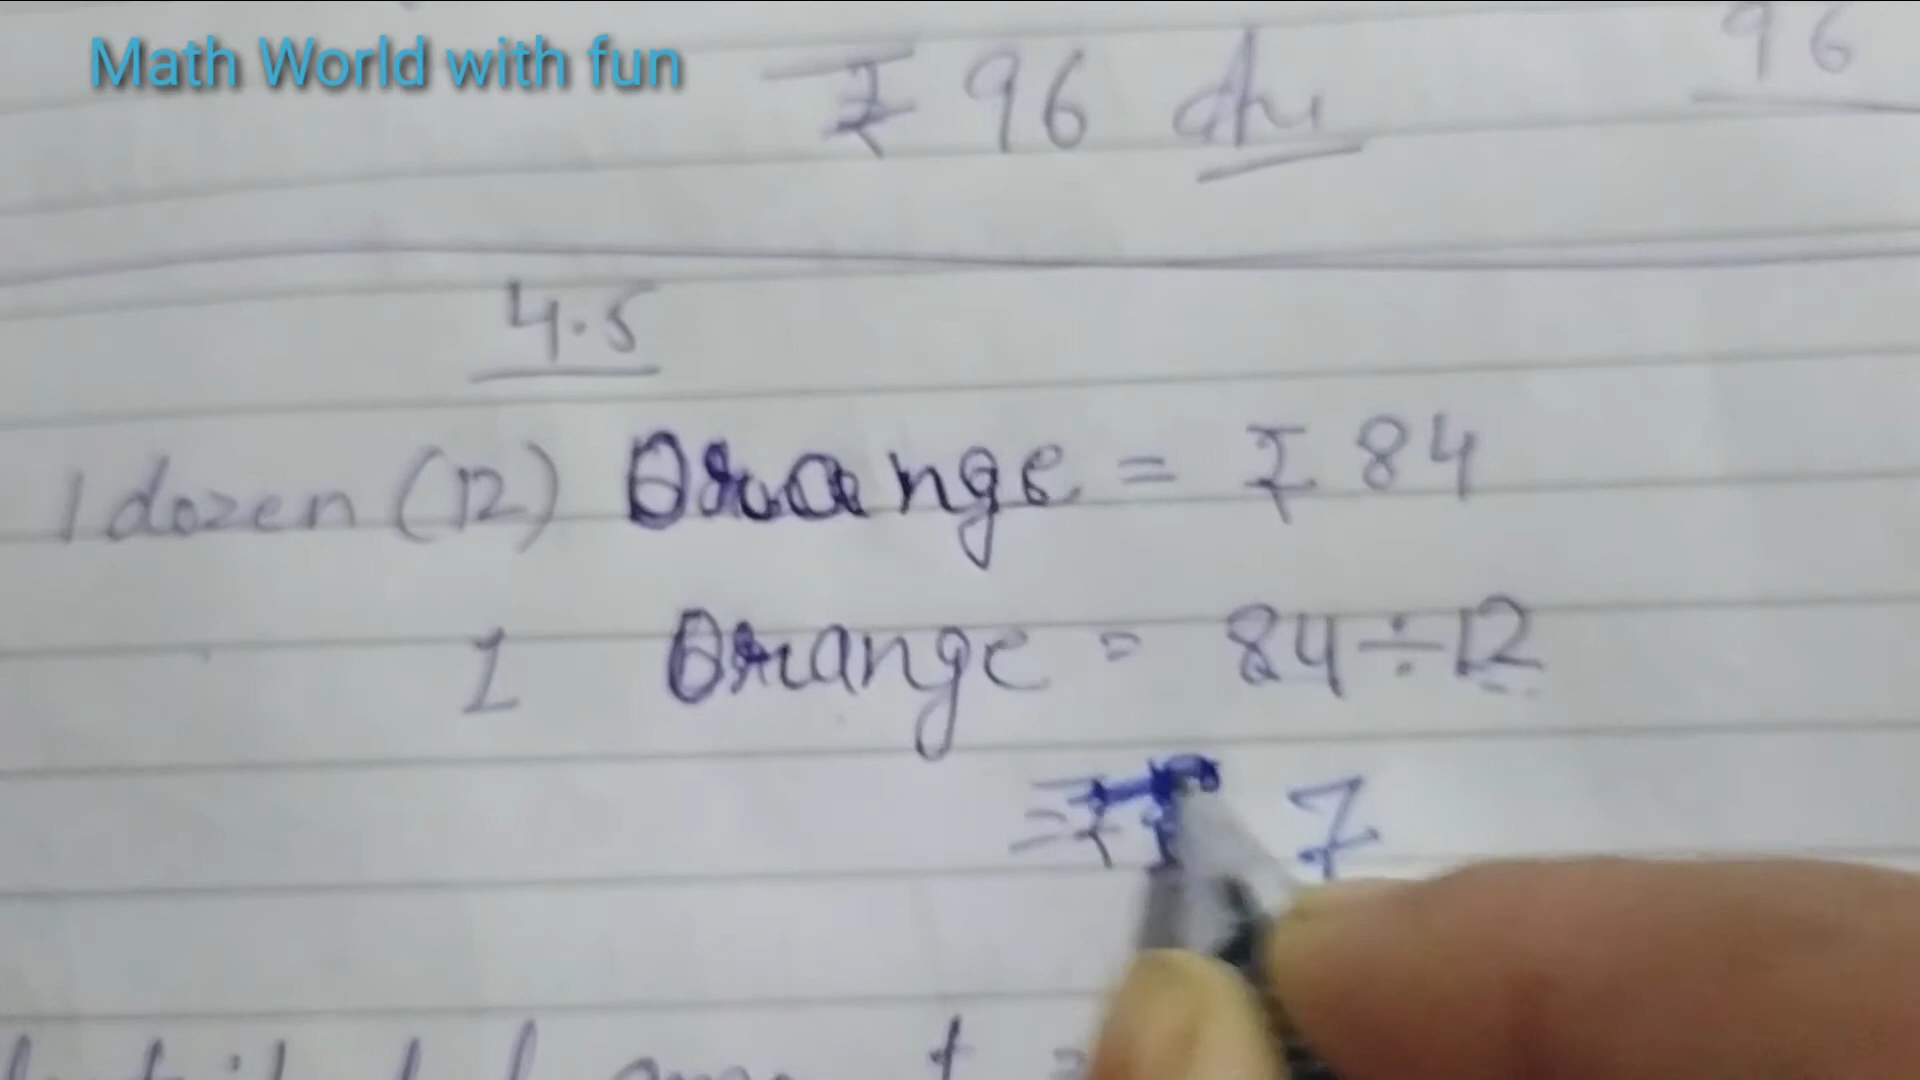 Math World with fun
96
₹ 96
4.5
1 dozen (12) Orange = ₹ 84
1 Orange = 84 ÷ 12
= ₹ 7